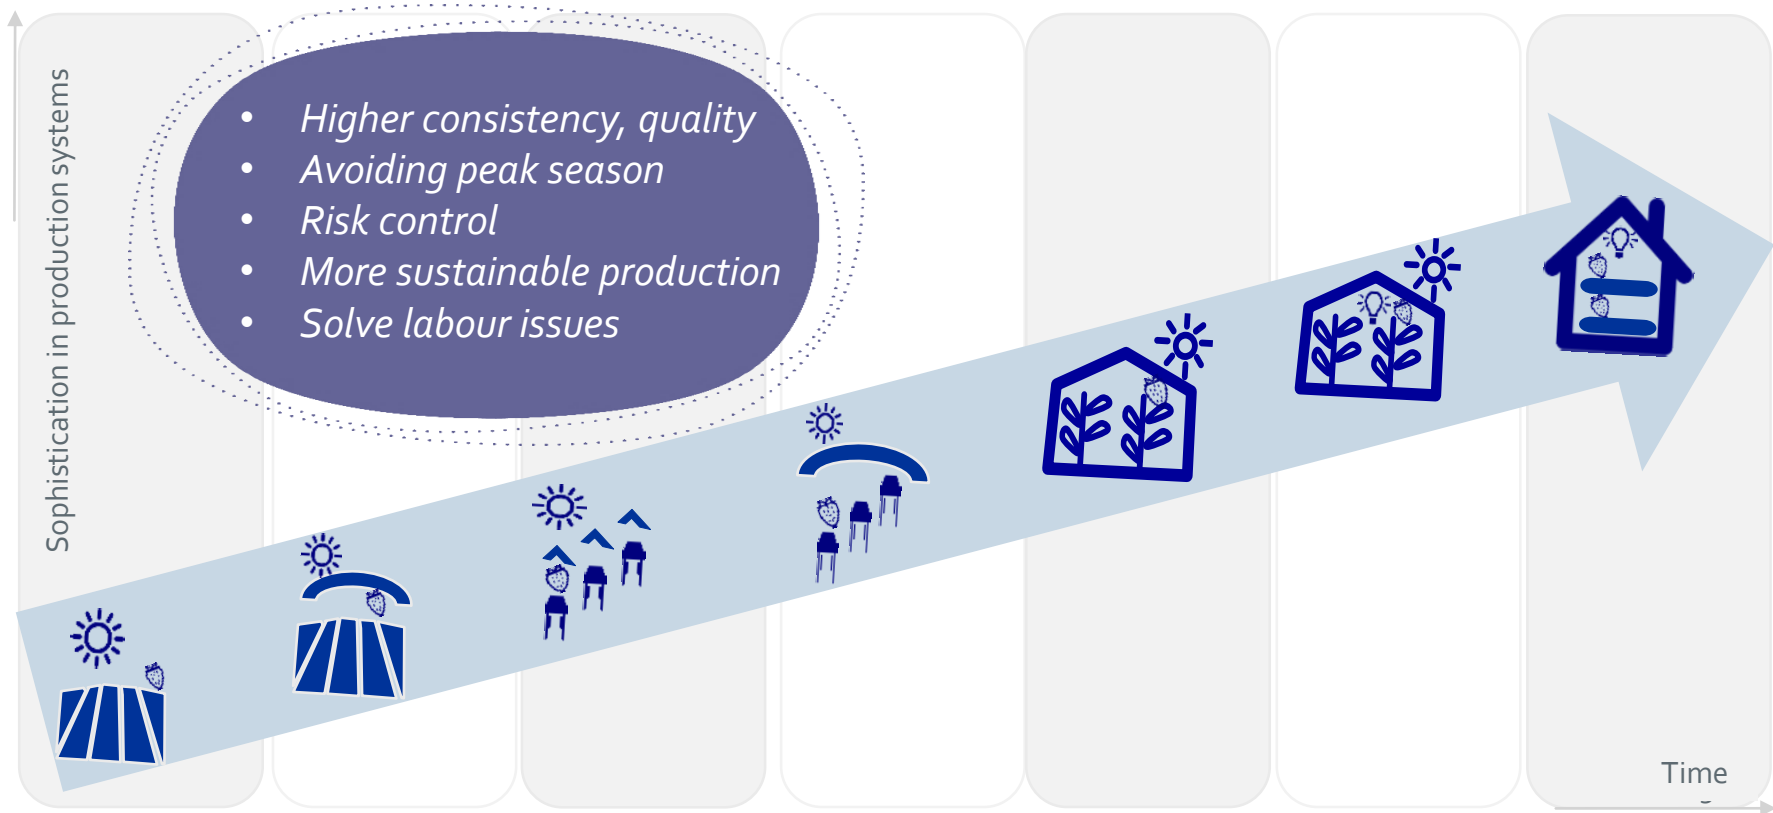 Sophistication in production systems
• Higher consistency, quality
• Avoiding peak season
• Risk control
• More sustainable production
• Solve labour issues
Time